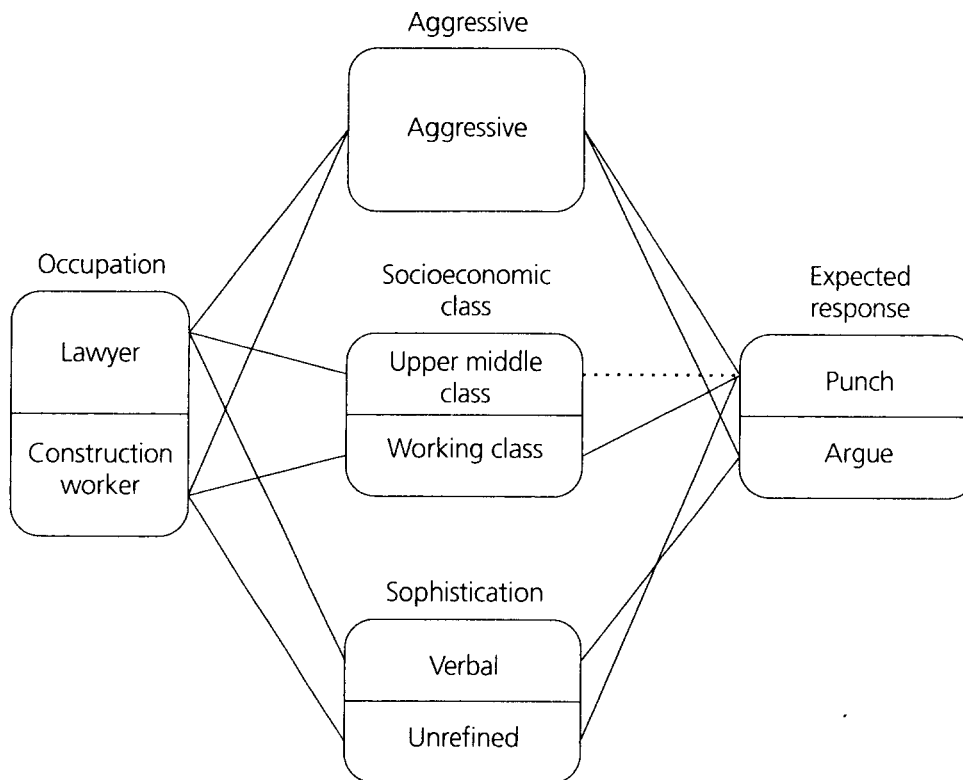 Aggressive
Aggressive
Occupation
Lawyer
Construction
worker
Socioeconomic
class
Upper middle
class
Working class
Sophistication
Verbal
Unrefined
Expected
response
Punch
Argue